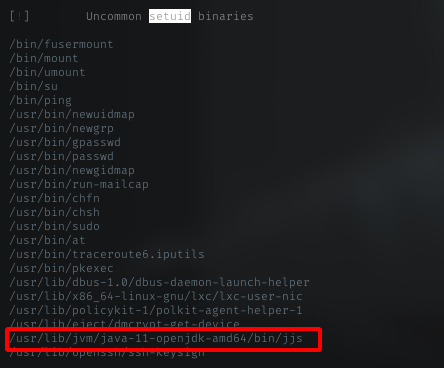 [!] Uncommon setuid binaries
/bin/fusermount
/bin/mount
/bin/umount
/bin/su
/bin/ping
/usr/bin/newuidmap
/usr/bin/newgrp
/usr/bin/gpasswd
/usr/bin/passwd
/usr/bin/newgidmap
/usr/bin/run-mailcap
/usr/bin/chfn
/usr/bin/chsh
/usr/bin/sudo
/usr/bin/at
/usr/bin/traceroute6.iputils
/usr/bin/pkexec
/usr/lib/dbus-1.0/dbus-daemon-launch-helper
/usr/lib/x86_64-linux-gnu/lxc/lxc-user-nic
/usr/lib/policykit-1/polkit-agent-helper-1
/usr/lib/eject/dmcrypt-get-device
/usr/lib/jvm/java-11-openjdk-amd64/bin/jjs
/usr/lib/openssh/ssh-keysign